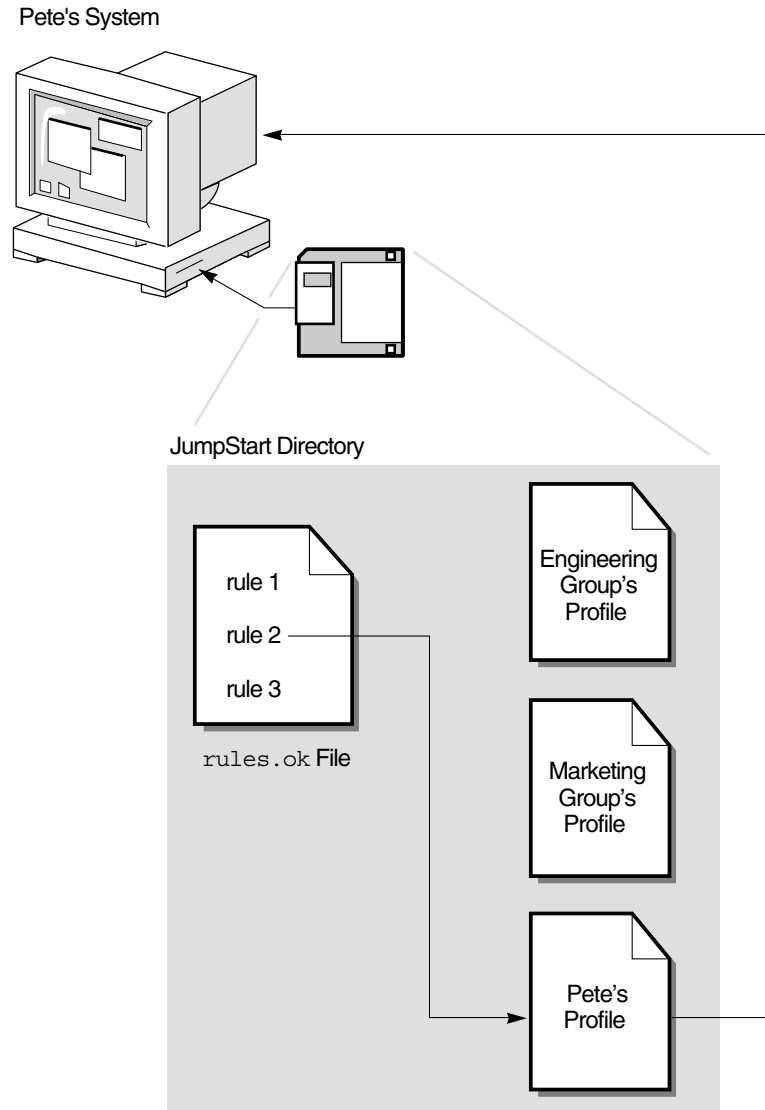 Pete's System
JumpStart Directory
rule 1
rule 2
rule 3
rules.ok File
Engineering
Group's
Profile
Marketing
Group's
Profile
Pete's
Profile